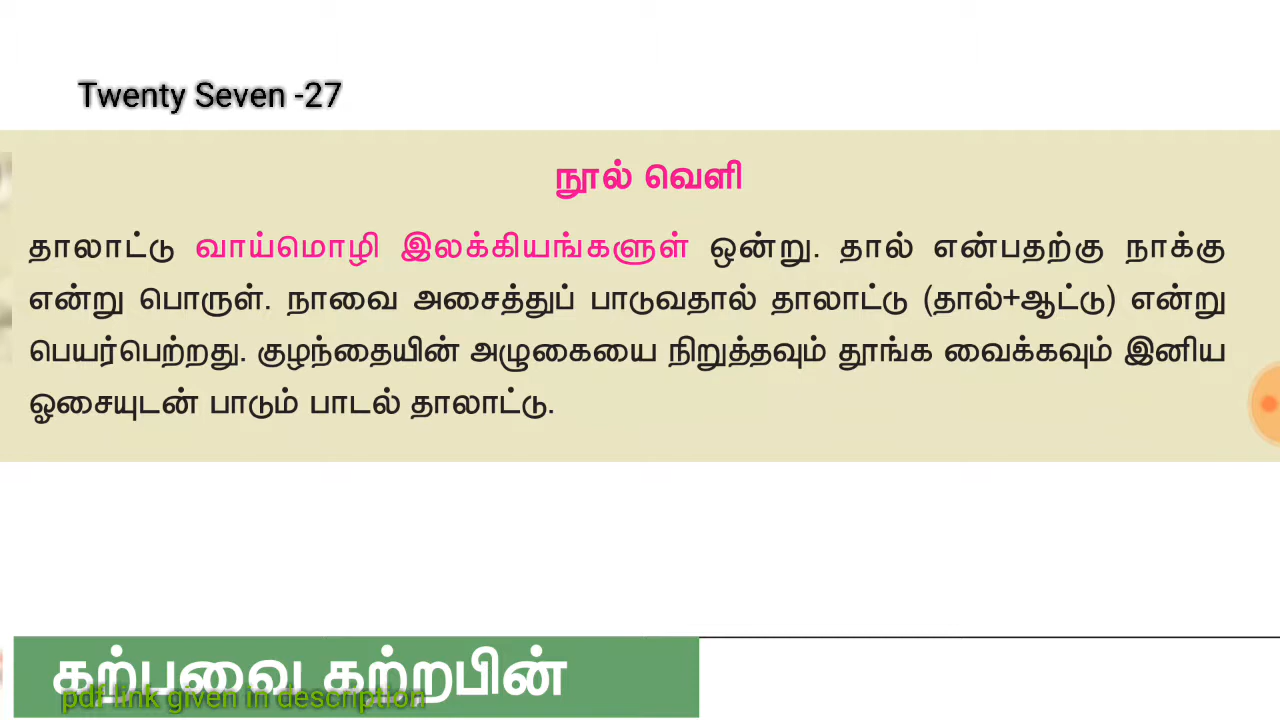 Twenty Seven -27
நூல் வெளி
தாலாட்டு வாய்மொழி இலக்கியங்களுள் ஒன்று. தால் என்பதற்கு நாக்கு
என்று பொருள். நாவை அசைத்துப் பாடுவதால் தாலாட்டு (தால்+ஆட்டு) என்று
பெயர்பெற்றது. குழந்தையின் அழுகையை நிறுத்தவும் தூங்க வைக்கவும் இனிய
ஓசையுடன் பாடும் பாடல் தாலாட்டு.
கற்பவை கற்றபின்
pdf link given in description